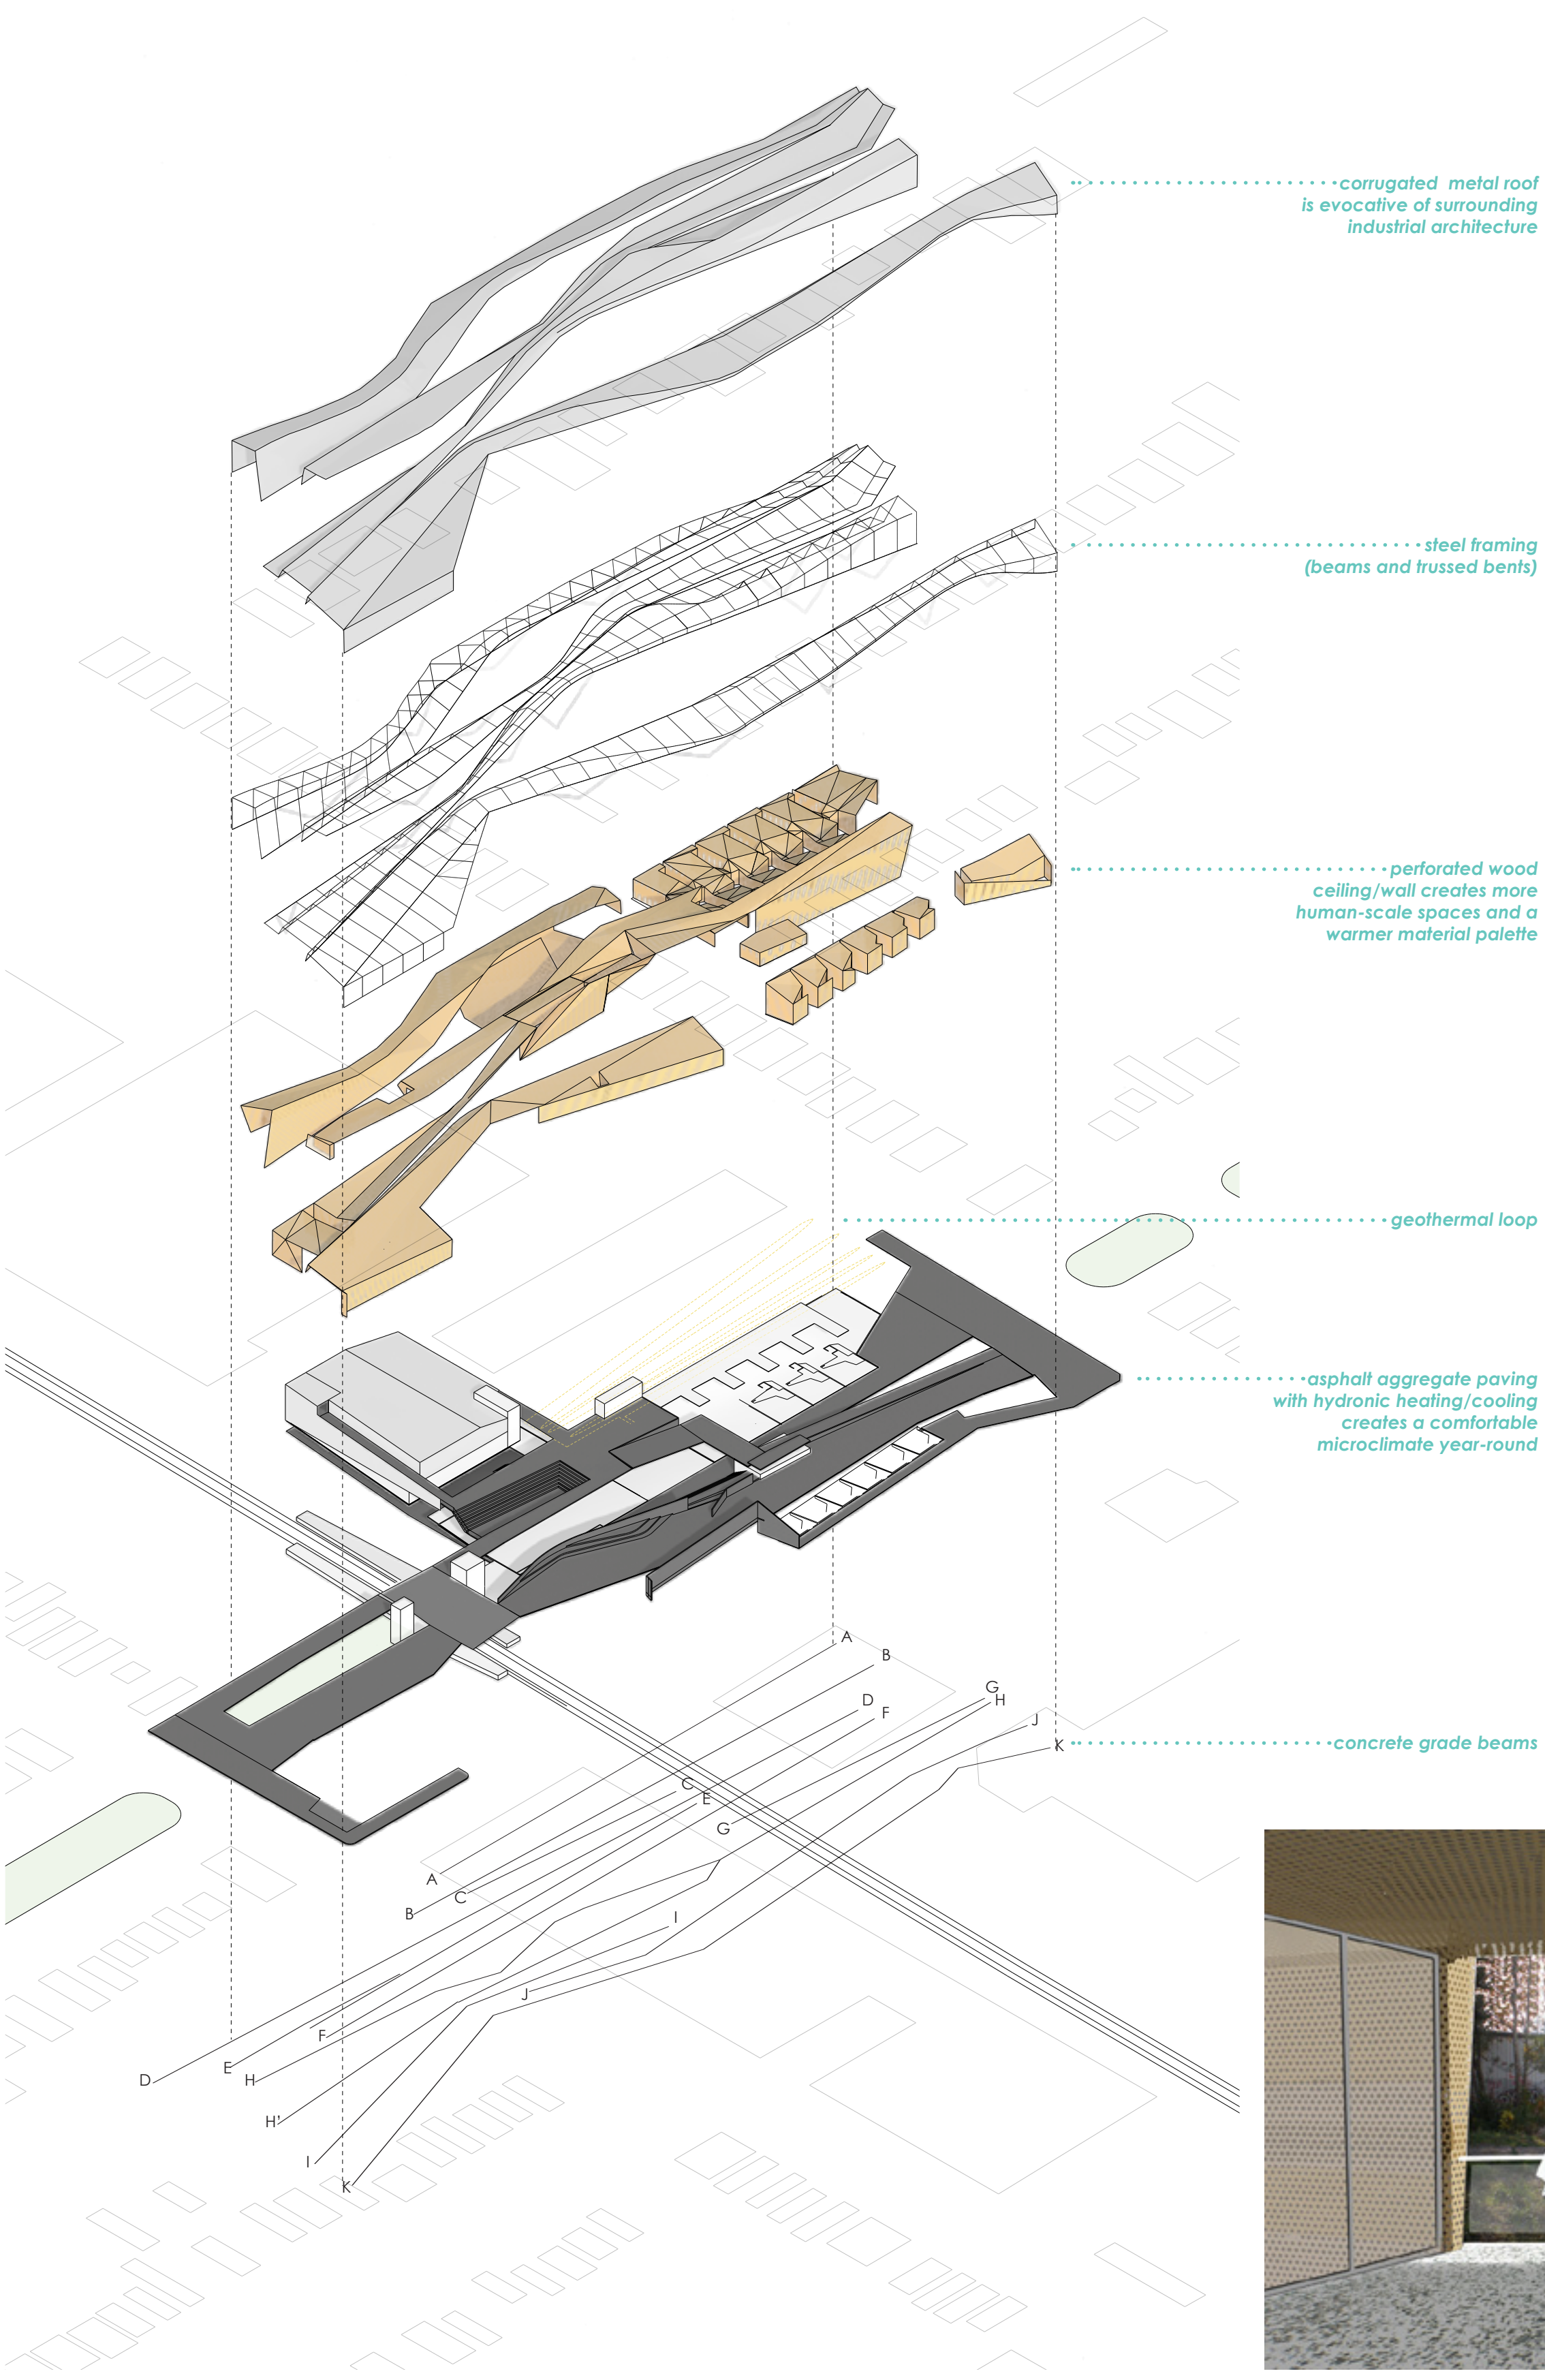 corrugated  metal roof
is evocative of surrounding
industrial architecture
steel framing
(beams and trussed bents)
perforated wood
ceiling/wall creates more
human-scale spaces and a
warmer material palette
geothermal loop
asphalt aggregate paving
with hydronic heating/cooling
creates a comfortable
microclimate year-round
A
B
G
H
D
F
J
K
concrete grade beams
C
E
G
A
C
B
I
J
F
E
H
D
H'
I
K